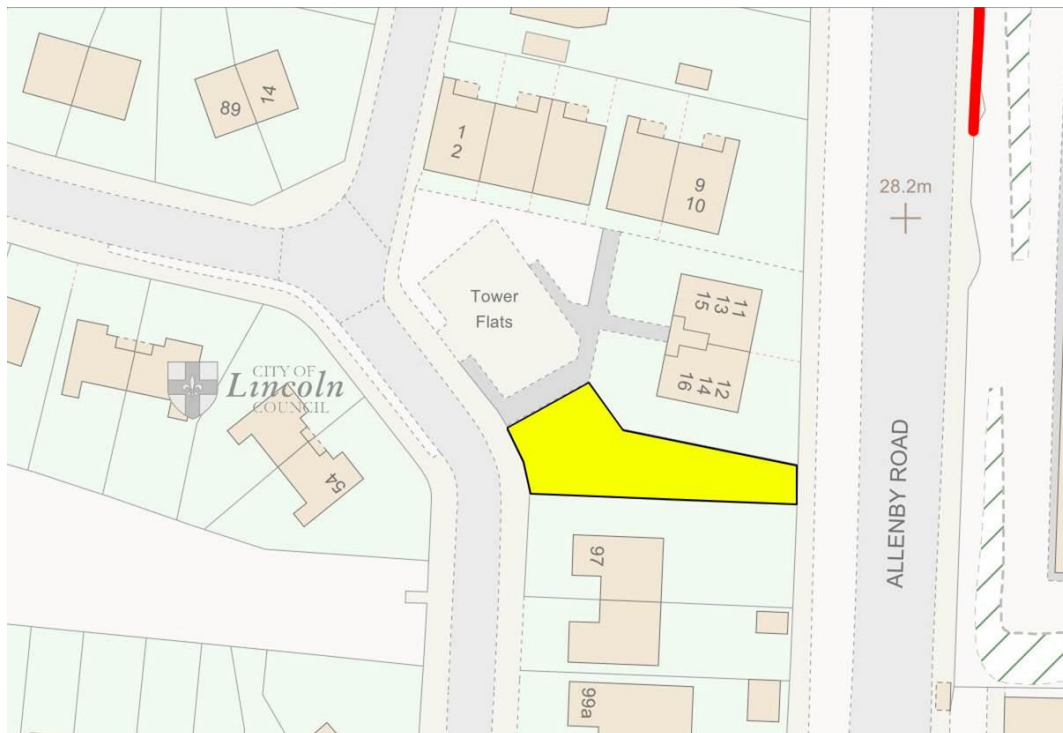 89
14
1
2
9
10
28.2m
Tower
Flats
11
13
15
12
14
16
CITY OF
Lincoln
COUNCIL
54
ALLENBY ROAD
97
99a